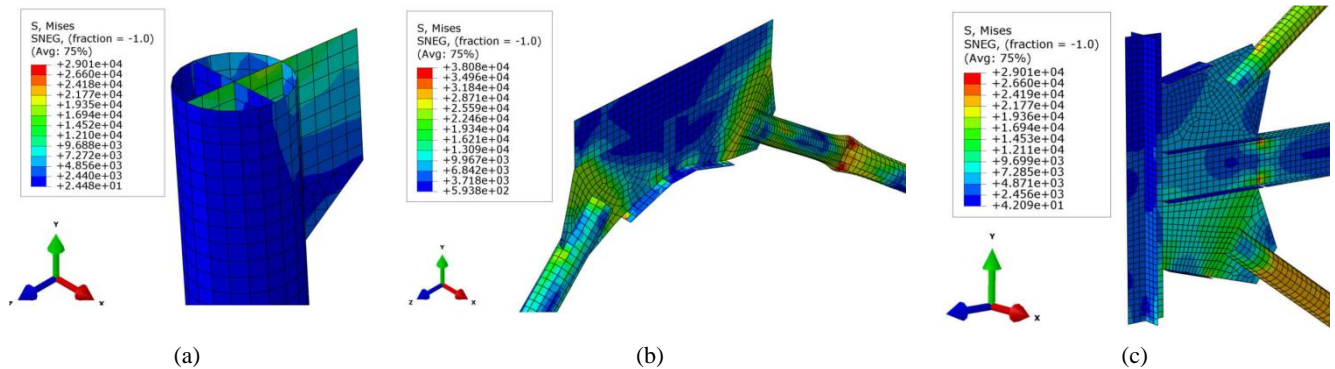 S, Mises
SNEG, (fraction = -1.0)
(Avg: 75%)
+2.901e+04
+2.660e+04
+2.418e+04
+2.177e+04
+1.935e+04
+1.694e+04
+1.452e+04
+1.210e+04
+9.688e+03
+7.272e+03
+4.856e+03
+2.440e+03
+2.448e+01
Y
X
(a)
S, Mises
SNEG, (fraction = -1.0)
(Avg: 75%)
+3.808e+04
+3.496e+04
+3.184e+04
+2.871e+04
+2.559e+04
+2.246e+04
+1.934e+04
+1.621e+04
+1.309e+04
+9.967e+03
+6.842e+03
+3.718e+03
+5.938e+02
Y
Z
X
(b)
S, Mises
SNEG, (fraction = -1.0)
(Avg: 75%)
+2.901e+04
+2.660e+04
+2.419e+04
+2.177e+04
+1.936e+04
+1.694e+04
+1.453e+04
+1.211e+04
+9.699e+03
+7.285e+03
+4.871e+03
+2.456e+03
+4.209e+01
Y
X
(c)